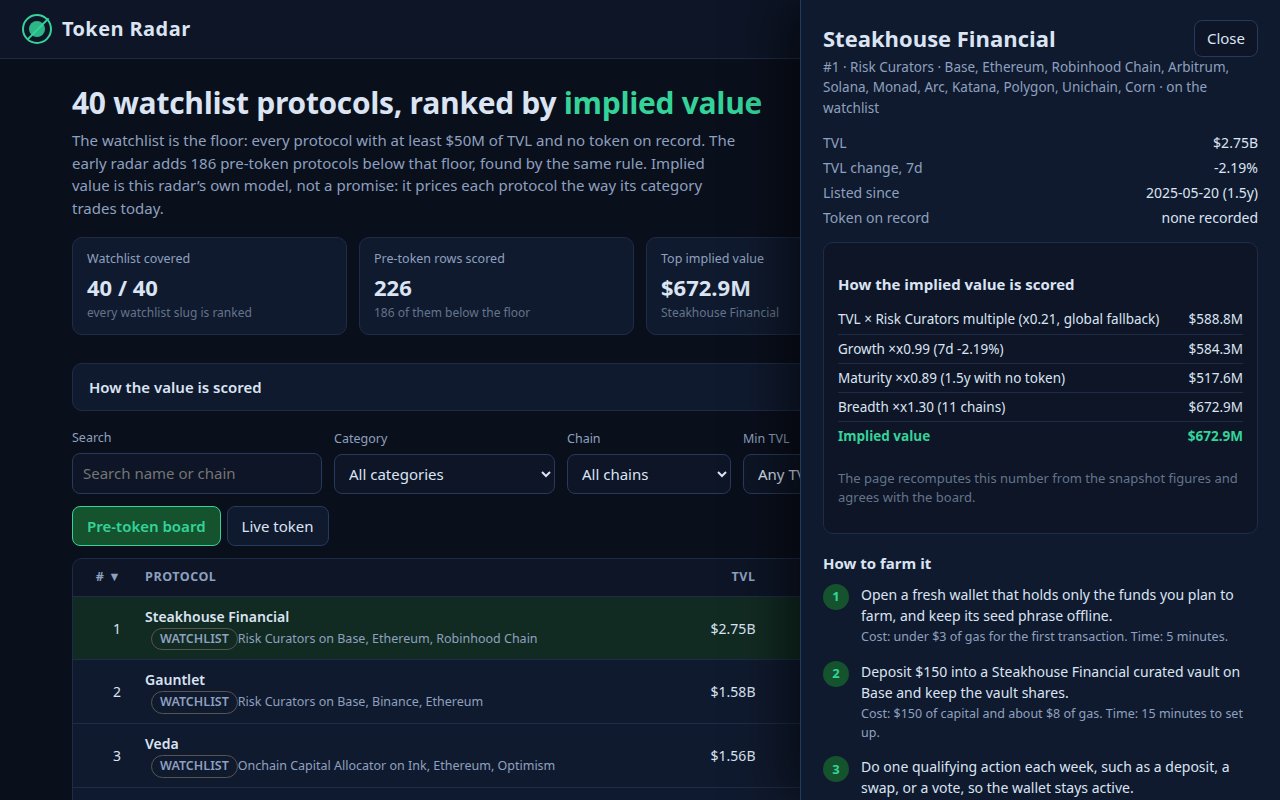 Token Radar
40 watchlist protocols, ranked by implied value
The watchlist is the floor: every protocol with at least $50M of TVL and no token on record. The
early radar adds 186 pre-token protocols below that floor, found by the same rule. Implied
value is this radar's own model, not a promise: it prices each protocol the way its category
trades today.
Watchlist covered
40 / 40
every watchlist slug is ranked
Pre-token rows scored
226
186 of them below the floor
Top implied value
$672.9M
Steakhouse Financial
How the value is scored
Search
Search name or chain
Category
All categories
Chain
All chains
Min TVL
Any TV
Pre-token board
Live token
# ▼ PROTOCOL TVL
1 Steakhouse Financial $2.75B
WATCHLIST Risk Curators on Base, Ethereum, Robinhood Chain
2 Gauntlet $1.58B
WATCHLIST Risk Curators on Base, Binance, Ethereum
3 Veda $1.56B
WATCHLIST Onchain Capital Allocator on Ink, Ethereum, Optimism
Steakhouse Financial
Close
#1 · Risk Curators · Base, Ethereum, Robinhood Chain, Arbitrum,
Solana, Monad, Arc, Katana, Polygon, Unichain, Corn · on the
watchlist
TVL $2.75B
TVL change, 7d -2.19%
Listed since 2025-05-20 (1.5y)
Token on record none recorded
How the implied value is scored
TVL × Risk Curators multiple (x0.21, global fallback) $588.8M
Growth ×x0.99 (7d -2.19%) $584.3M
Maturity ×x0.89 (1.5y with no token) $517.6M
Breadth ×x1.30 (11 chains) $672.9M
Implied value $672.9M
The page recomputes this number from the snapshot figures and
agrees with the board.
How to farm it
1 Open a fresh wallet that holds only the funds you plan to
farm, and keep its seed phrase offline.
Cost: under $3 of gas for the first transaction. Time: 5 minutes.
2 Deposit $150 into a Steakhouse Financial curated vault on
Base and keep the vault shares.
Cost: $150 of capital and about $8 of gas. Time: 15 minutes to set
up.
3 Do one qualifying action each week, such as a deposit, a
swap, or a vote, so the wallet stays active.